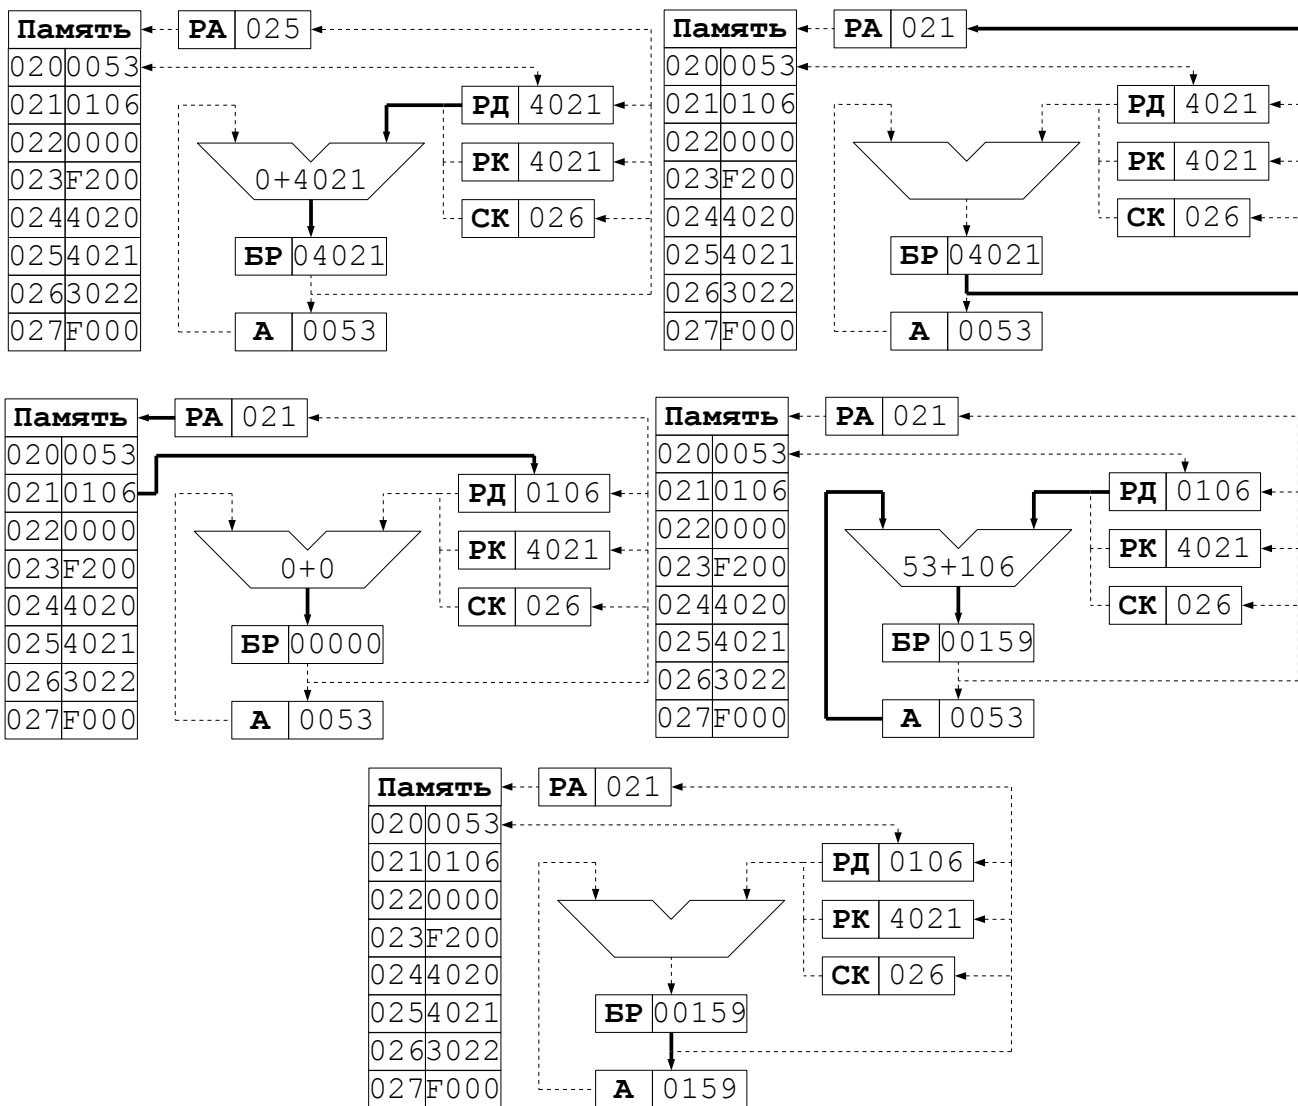 Память РА 025
020 0053
021 0106 РД 4021
022 0000
023 F200 0+4021 РК 4021
024 4020 СК 026
025 4021 БР 04021
026 3022
027 F000 А 0053
Память РА 021
020 0053
021 0106 РД 4021
022 0000
023 F200 РК 4021
024 4020 СК 026
025 4021 БР 04021
026 3022
027 F000 А 0053
Память РА 021
020 0053
021 0106 РД 0106
022 0000
023 F200 0+0 РК 4021
024 4020 СК 026
025 4021 БР 00000
026 3022
027 F000 А 0053
Память РА 021
020 0053
021 0106 РД 0106
022 0000
023 F200 53+106 РК 4021
024 4020 СК 026
025 4021 БР 00159
026 3022
027 F000 А 0053
Память РА 021
020 0053
021 0106 РД 0106
022 0000
023 F200 РК 4021
024 4020 СК 026
025 4021 БР 00159
026 3022
027 F000 А 0159